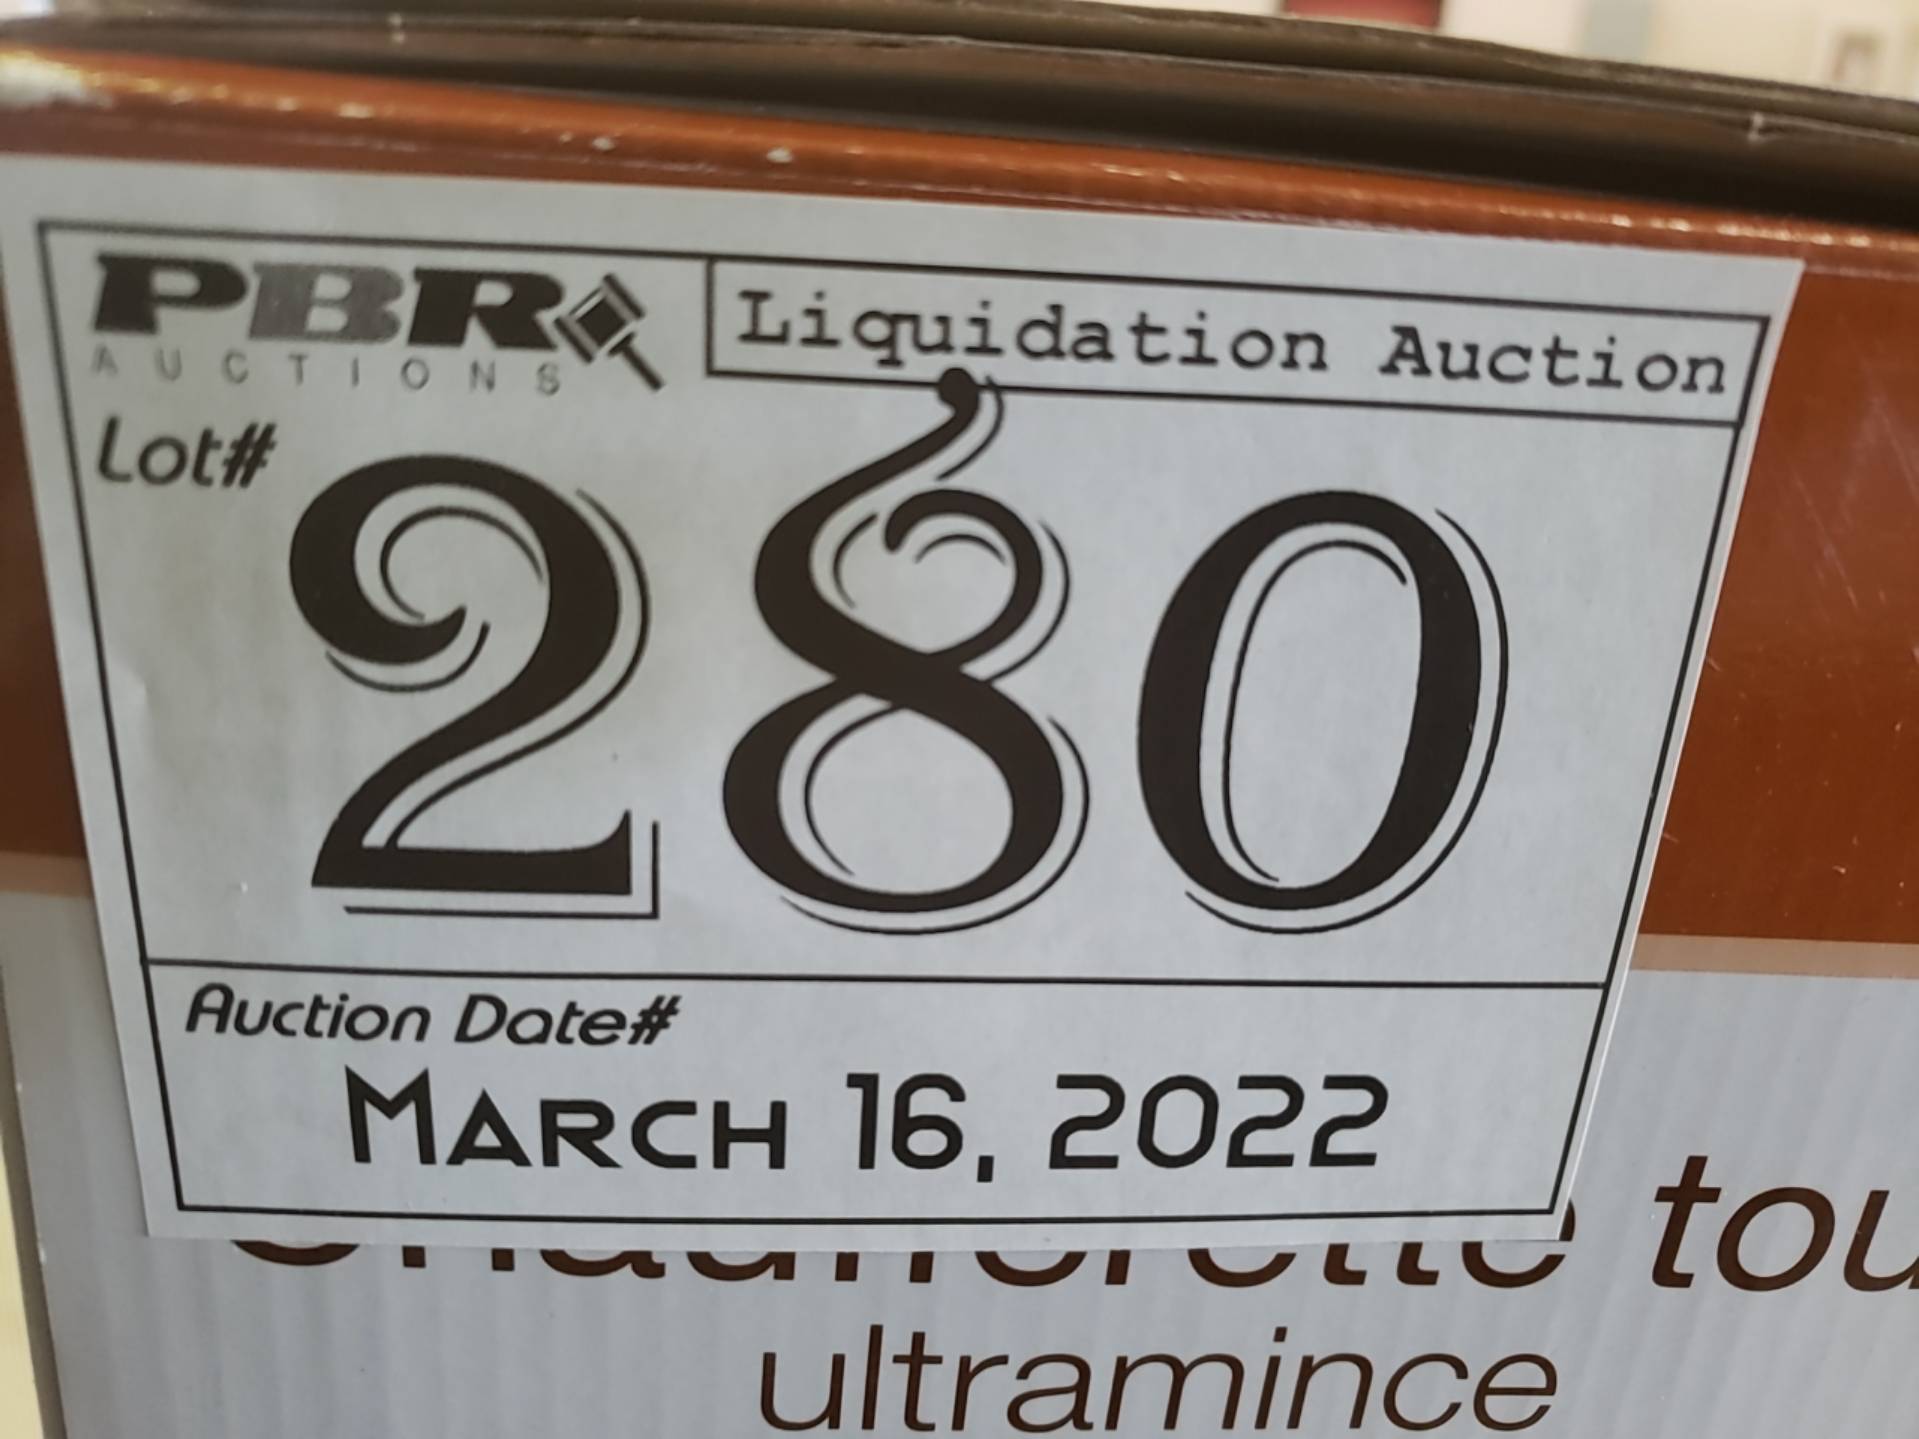 PBR
AUCTIONS
Liquidation Auction
Lot#
280
Auction Date#
MARCH 16, 2022
ultramince